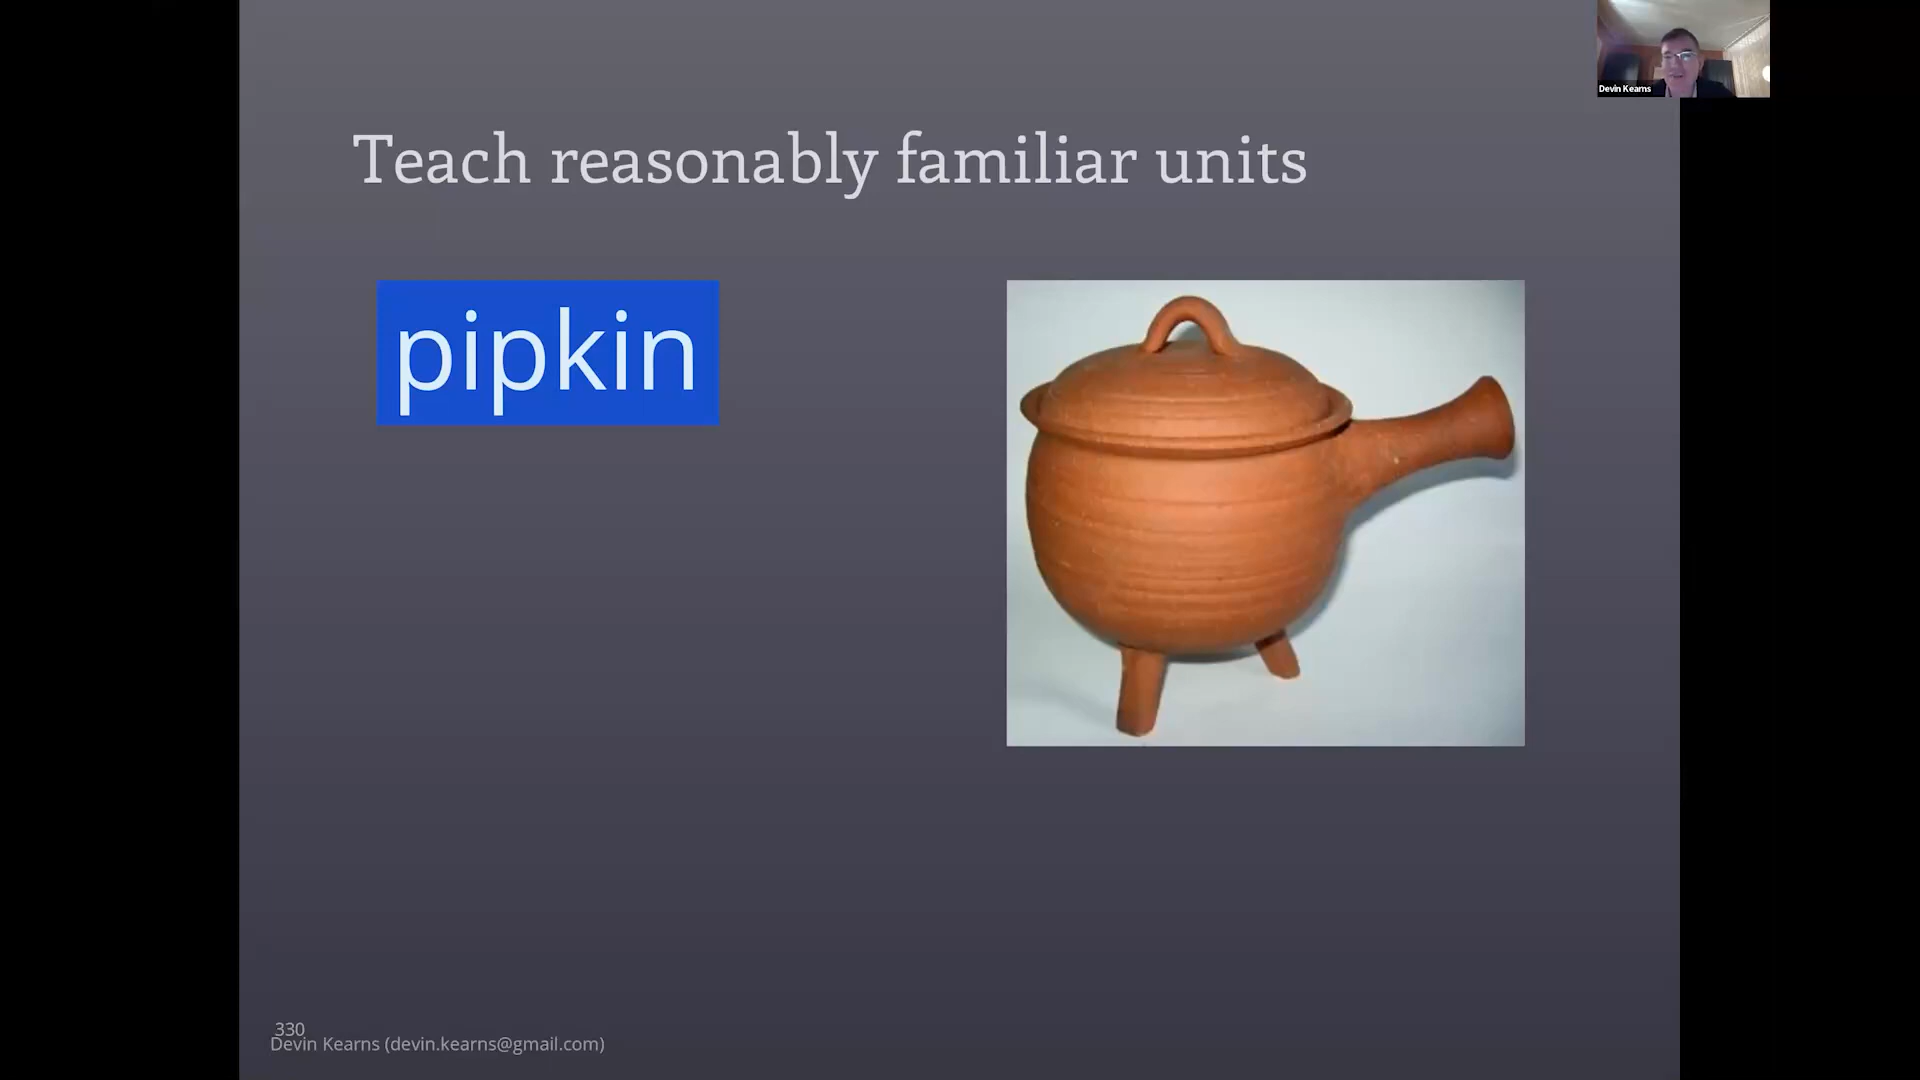 Devin Kearns
Teach reasonably familiar units
pipkin
330
Devin Kearns (devin.kearns@gmail.com)